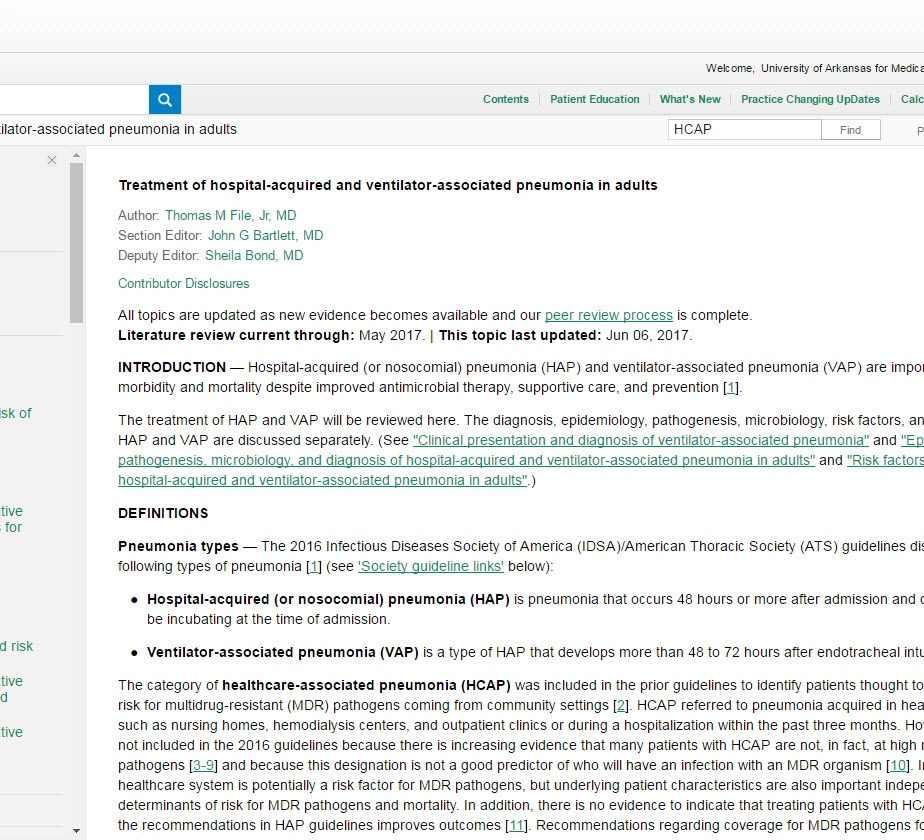 Welcome, University of Arkansas for Medica
Contents Patient Education What's New Practice Changing UpDates Calc
tilator-associated pneumonia in adults HCAP Find P
Treatment of hospital-acquired and ventilator-associated pneumonia in adults
Author: Thomas M File, Jr, MD
Section Editor: John G Bartlett, MD
Deputy Editor: Sheila Bond, MD
Contributor Disclosures
All topics are updated as new evidence becomes available and our peer review process is complete.
Literature review current through: May 2017. | This topic last updated: Jun 06, 2017.
INTRODUCTION — Hospital-acquired (or nosocomial) pneumonia (HAP) and ventilator-associated pneumonia (VAP) are impor
morbidity and mortality despite improved antimicrobial therapy, supportive care, and prevention [1].
The treatment of HAP and VAP will be reviewed here. The diagnosis, epidemiology, pathogenesis, microbiology, risk factors, an
HAP and VAP are discussed separately. (See "Clinical presentation and diagnosis of ventilator-associated pneumonia" and "Ep
pathogenesis, microbiology, and diagnosis of hospital-acquired and ventilator-associated pneumonia in adults" and "Risk factors
hospital-acquired and ventilator-associated pneumonia in adults".)
DEFINITIONS
Pneumonia types — The 2016 Infectious Diseases Society of America (IDSA)/American Thoracic Society (ATS) guidelines dis
following types of pneumonia [1] (see 'Society guideline links' below):
● Hospital-acquired (or nosocomial) pneumonia (HAP) is pneumonia that occurs 48 hours or more after admission and d
be incubating at the time of admission.
● Ventilator-associated pneumonia (VAP) is a type of HAP that develops more than 48 to 72 hours after endotracheal intu
The category of healthcare-associated pneumonia (HCAP) was included in the prior guidelines to identify patients thought to
risk for multidrug-resistant (MDR) pathogens coming from community settings [2]. HCAP referred to pneumonia acquired in hea
such as nursing homes, hemodialysis centers, and outpatient clinics or during a hospitalization within the past three months. Ho
not included in the 2016 guidelines because there is increasing evidence that many patients with HCAP are not, in fact, at high r
pathogens [3-9] and because this designation is not a good predictor of who will have an infection with an MDR organism [10]. I
healthcare system is potentially a risk factor for MDR pathogens, but underlying patient characteristics are also important indepe
determinants of risk for MDR pathogens and mortality. In addition, there is no evidence to indicate that treating patients with HCA
the recommendations in HAP guidelines improves outcomes [11]. Recommendations regarding coverage for MDR pathogens fo
isk of
tive
s for
d risk
tive
d
tive